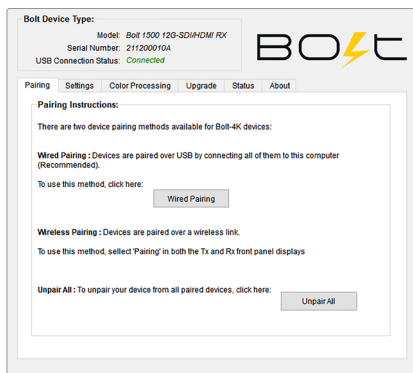 Bolt Device Type:
Model: Bolt 1500 12G-SDI/HDMI RX
Serial Number: 211200010A
USB Connection Status: Connected
BOLT
Pairing Settings Color Processing Upgrade Status About
Pairing Instructions:
There are two device pairing methods available for Bolt-4K devices:
Wired Pairing : Devices are paired over USB by connecting all of them to this computer
(Recommended).
To use this method, click here:
Wired Pairing
Wireless Pairing : Devices are paired over a wireless link.
To use this method, sellect 'Pairing' in both the Tx and Rx front panel displays
Unpair All : To unpair your device from all paired devices, click here:
Unpair All